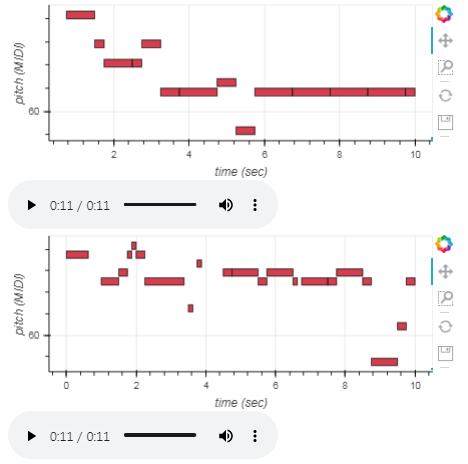 pitch (MIDI)
60
2 4 6 8 10
time (sec)
0:11 / 0:11
pitch (MIDI)
60
0 2 4 6 8 10
time (sec)
0:11 / 0:11